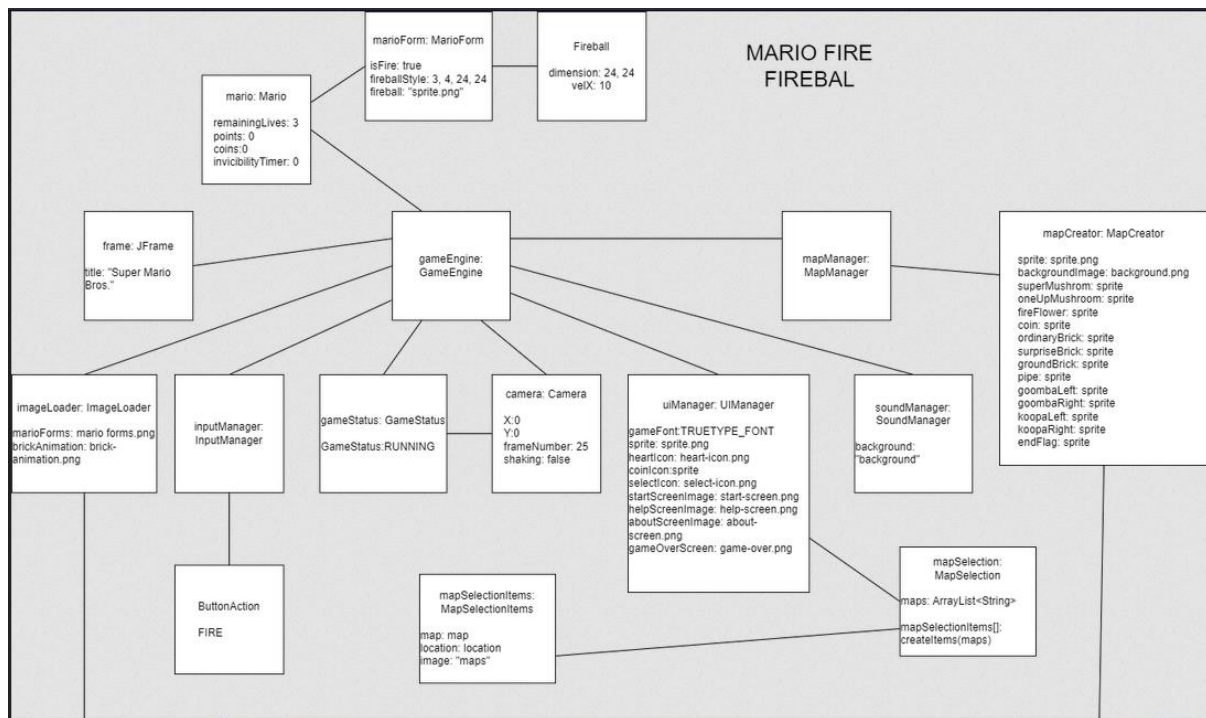 MARIO FIRE
FIREBAL
marioForm: MarioForm
isFire: true
fireballStyle: 3, 4, 24, 24
fireball: "sprite.png"
Fireball
dimension: 24, 24
velX: 10
mario: Mario
remainingLives: 3
points: 0
coins:0
invicibilityTimer: 0
frame: JFrame
title: "Super Mario
Bros."
gameEngine:
GameEngine
mapManager:
MapManager
mapCreator: MapCreator
sprite: sprite.png
backgroundImage: background.png
superMushrom: sprite
oneUpMushroom: sprite
fireFlower: sprite
coin: sprite
ordinaryBrick: sprite
surpriseBrick: sprite
groundBrick: sprite
pipe: sprite
goombaLeft: sprite
goombaRight: sprite
koopaLeft: sprite
koopaRight: sprite
endFlag: sprite
imageLoader: ImageLoader
marioForms: mario forms.png
brickAnimation: brick-
animation.png
inputManager:
InputManager
gameStatus: GameStatus
GameStatus:RUNNING
camera: Camera
X:0
Y:0
frameNumber: 25
shaking: false
uiManager: UIManager
gameFont:TRUETYPE_FONT
sprite: sprite.png
heartIcon: heart-icon.png
coinIcon:sprite
selectIcon: select-icon.png
startScreenImage: start-screen.png
helpScreenImage: help-screen.png
aboutScreenImage: about-
screen.png
gameOverScreen: game-over.png
soundManager:
SoundManager
background:
"background"
ButtonAction
FIRE
mapSelectionItems:
MapSelectionItems
map: map
location: location
image: "maps"
mapSelection:
MapSelection
maps: ArrayList<String>
mapSelectionItems[]:
createItems(maps)